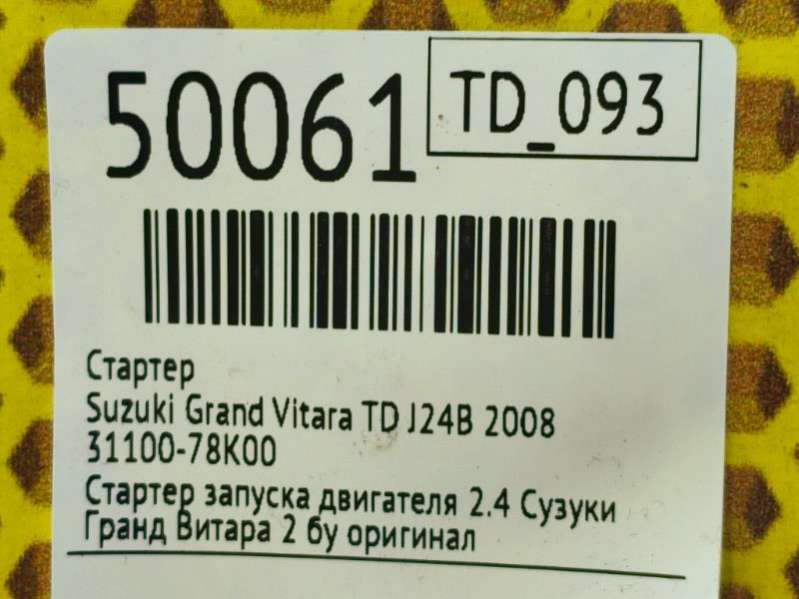 50061
TD_093
Стартер
Suzuki Grand Vitara TD J24B 2008
31100-78K00
Стартер запуска двигателя 2.4 Сузуки
Гранд Витара 2 бу оригинал